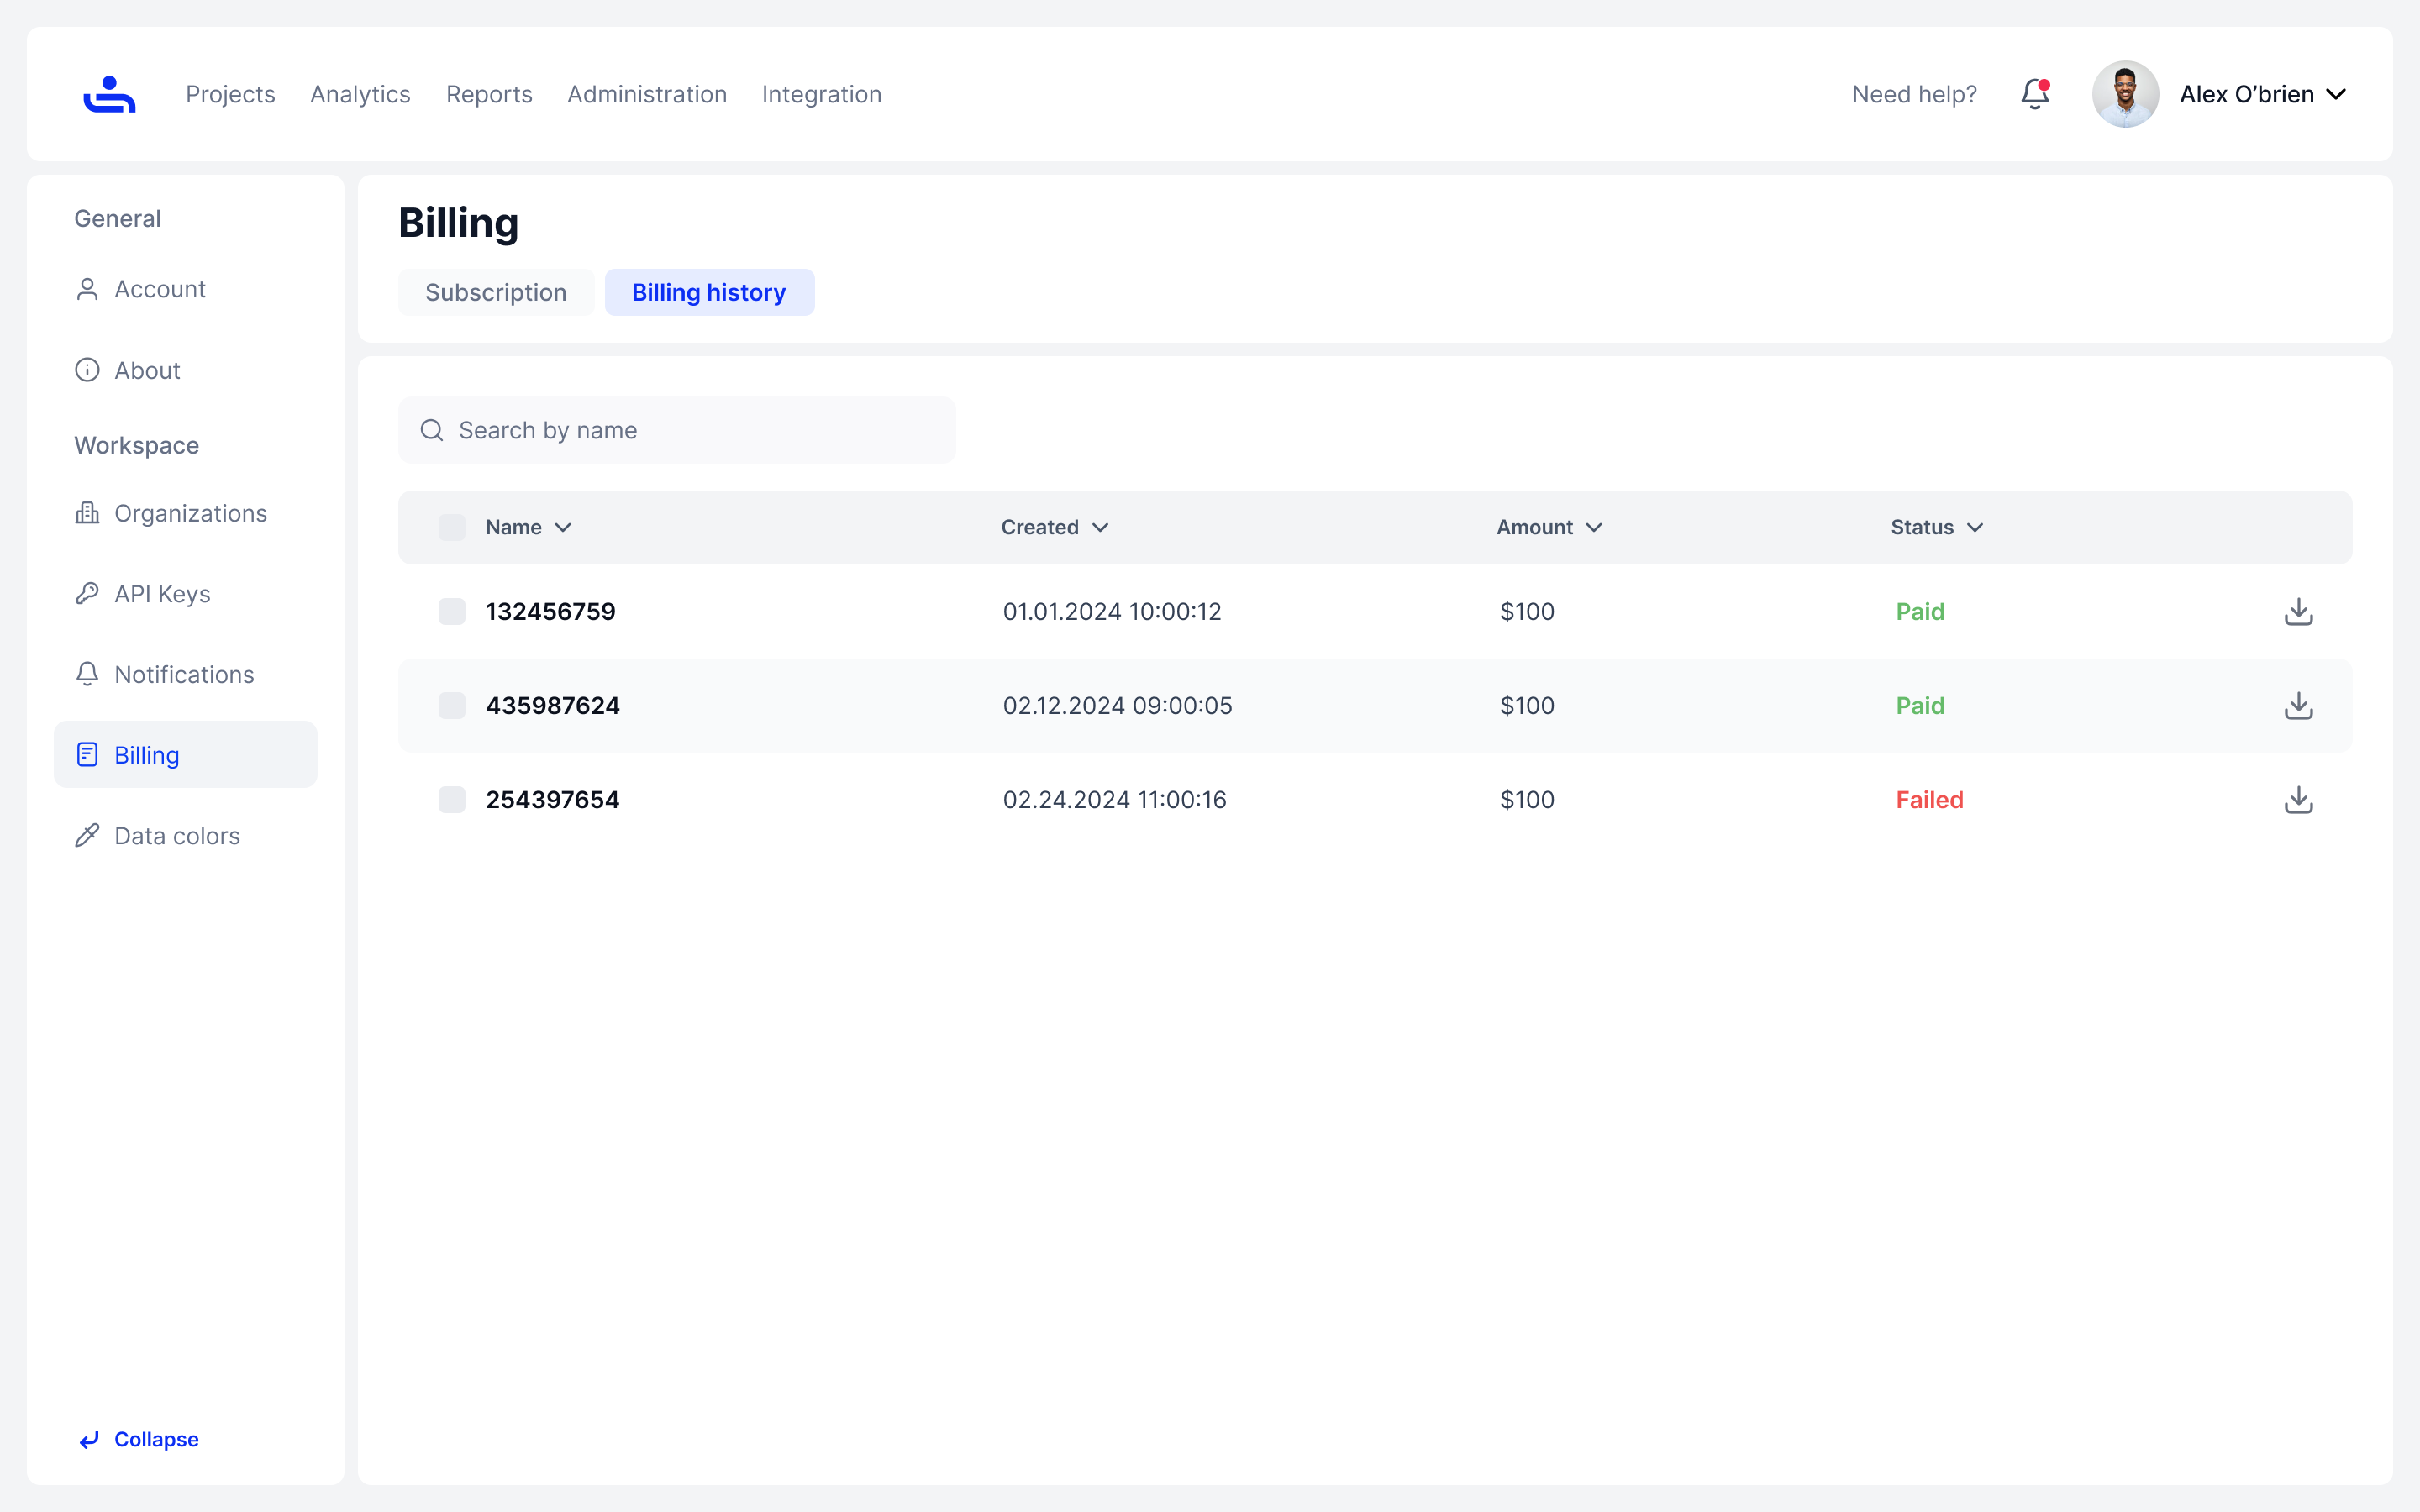 Projects Analytics Reports Administration Integration Need help? Alex O’brien
General
Account
About
Workspace
Organizations
API Keys
Notifications
Billing
Data colors
Collapse
Billing
Subscription Billing history
Search by name
Name Created Amount Status
132456759 01.01.2024 10:00:12 $100 Paid
435987624 02.12.2024 09:00:05 $100 Paid
254397654 02.24.2024 11:00:16 $100 Failed